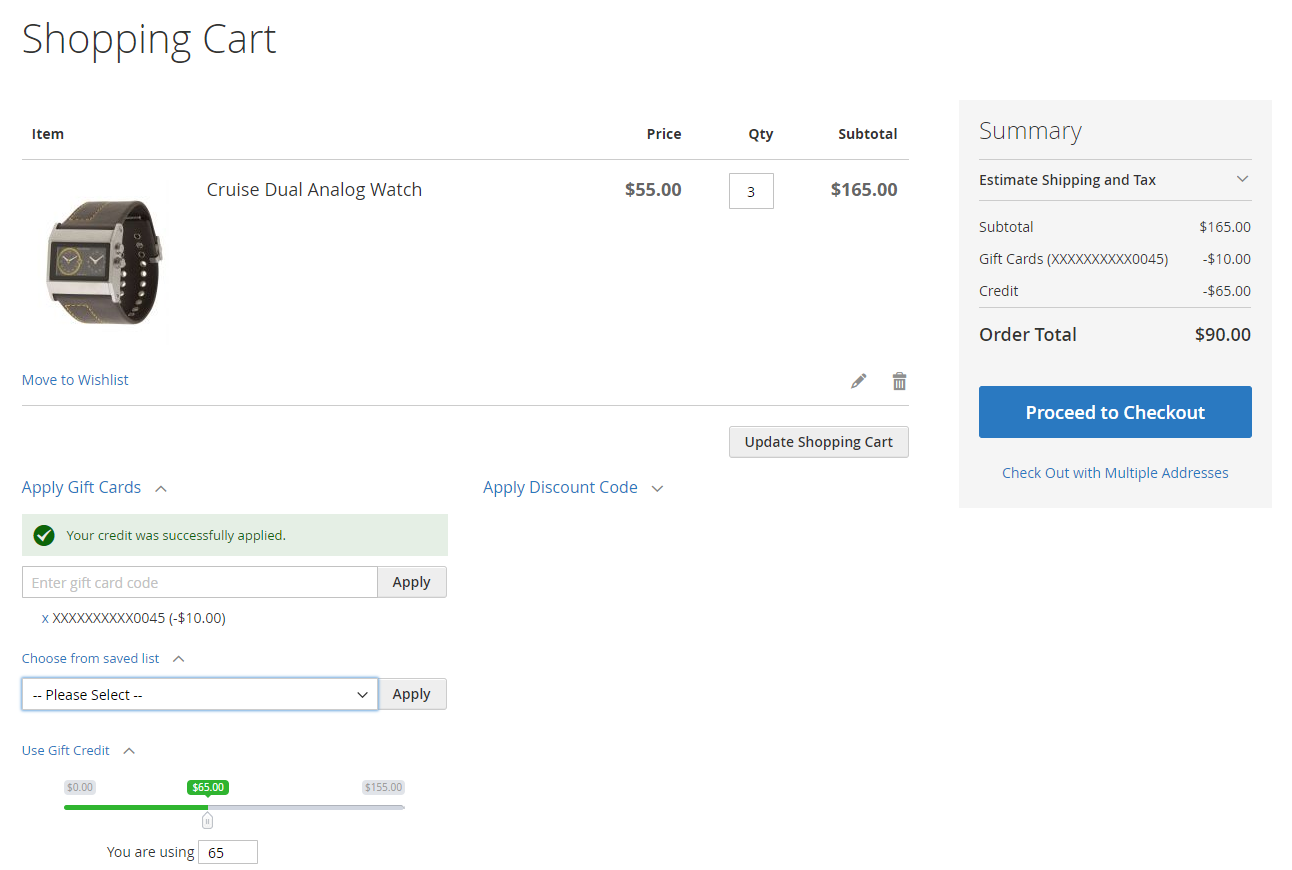 Shopping Cart
Item Price Qty Subtotal
Cruise Dual Analog Watch $55.00 3 $165.00
Move to Wishlist
Update Shopping Cart
Apply Gift Cards
Your credit was successfully applied.
Enter gift card code Apply
x XXXXXXXXXX0045 (-$10.00)
Choose from saved list
-- Please Select -- Apply
Use Gift Credit
$0.00 $65.00 $155.00
You are using 65
Apply Discount Code
Summary
Estimate Shipping and Tax
Subtotal $165.00
Gift Cards (XXXXXXXXXX0045) -$10.00
Credit -$65.00
Order Total $90.00
Proceed to Checkout
Check Out with Multiple Addresses